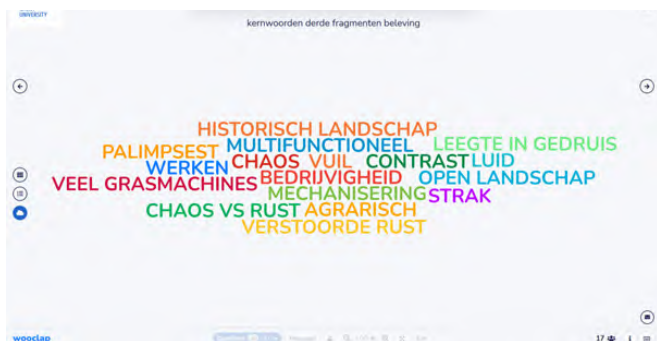 UNIVERSITY
kernwoorden derde fragmenten beleving
HISTORISCH LANDSCHAP
MULTIFUNCTIONEEL LEEGTE IN GEDRUIS
PALIMPSEST
CHAOS VUIL CONTRAST LUID
WERKEN
BEDRIJVIGHEID OPEN LANDSCHAP
VEEL GRASMACHINES
MECHANISERING STRAK
CHAOS VS RUST AGRARISCH
VERSTOORDE RUST
wooclap
17